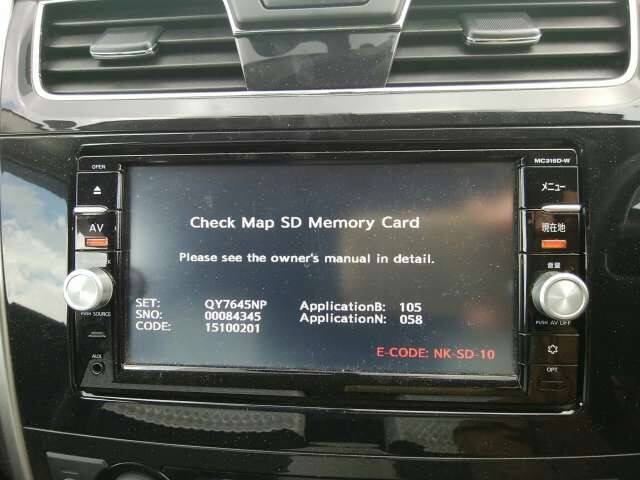 OPEN
MC315D-W
メニュー
AV
現在地
音量
PUSH SOURCE
PUSH AV OFF
AUX
OPT
Check Map SD Memory Card
Please see the owner's manual in detail.
SET: QY7645NP ApplicationB: 105
SNO: 00084345 ApplicationN: 058
CODE: 15100201
E-CODE: NK-SD-10